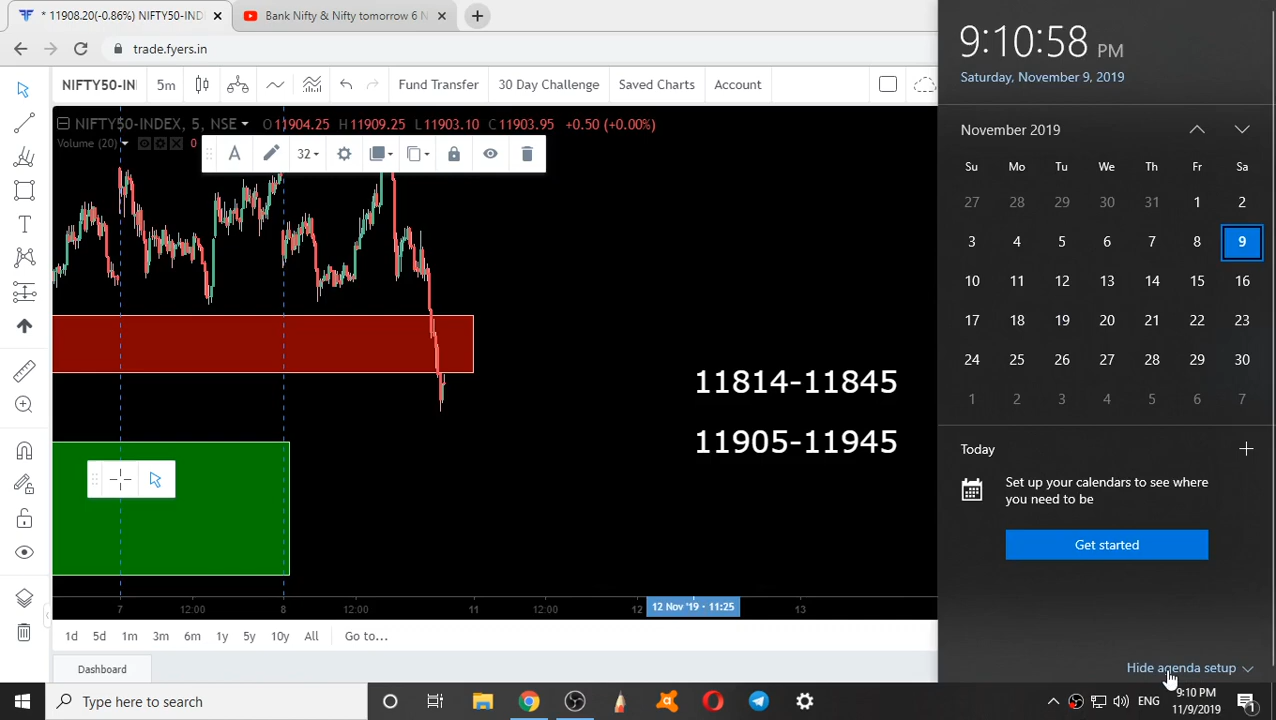 11908.20(-0.86%) NIFTY50-IND
Bank Nifty & Nifty tomorrow 6 N
trade.fyers.in
NIFTY50-IN
5m
Fund Transfer
30 Day Challenge
Saved Charts
Account
NIFTY50-INDEX, 5, NSE
O11904.25 H11909.25 L11903.10 C11903.95 +0.50 (+0.00%)
Volume (20)
0
32
11814-11845
11905-11945
7
12:00
8
12:00
11
12:00
12
12 Nov '19 - 11:25
13
1d 5d 1m 3m 6m 1y 5y 10y All Go to...
Dashboard
9:10:58 PM
Saturday, November 9, 2019
November 2019
Su Mo Tu We Th Fr Sa
27 28 29 30 31 1 2
3 4 5 6 7 8 9
10 11 12 13 14 15 16
17 18 19 20 21 22 23
24 25 26 27 28 29 30
1 2 3 4 5 6 7
Today
Set up your calendars to see where
you need to be
Get started
Hide agenda setup
Type here to search
ENG
9:10 PM
11/9/2019
1